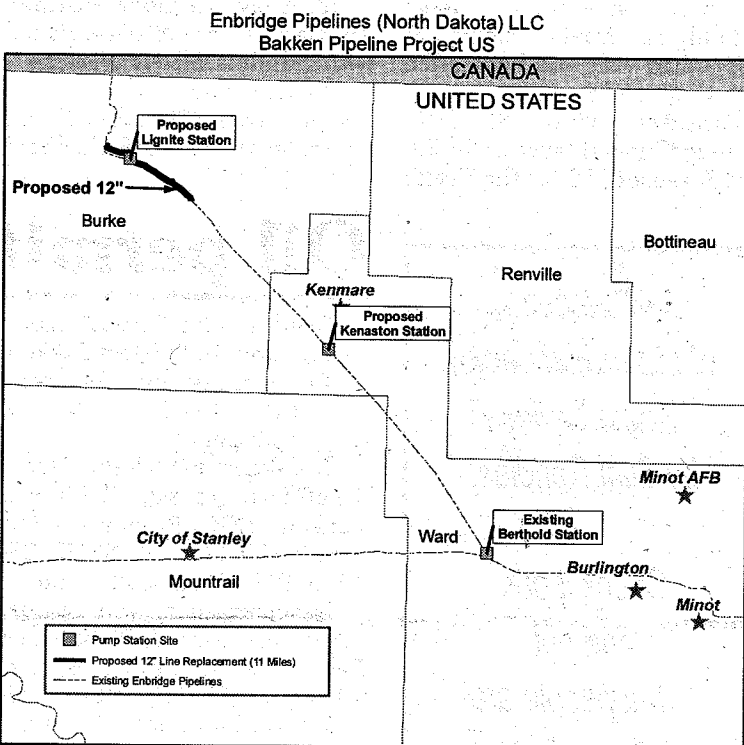 Enbridge Pipelines (North Dakota) LLC
Bakken Pipeline Project US
CANADA
UNITED STATES
Proposed
Lignite Station
Proposed 12"
Burke
Bottineau
Renville
Kenmare
Proposed
Kenaston Station
Minot AFB
Existing
Berthold Station
City of Stanley
Ward
Burlington
Mountrail
Minot
Pump Station Site
Proposed 12" Line Replacement (11 Miles)
Existing Enbridge Pipelines